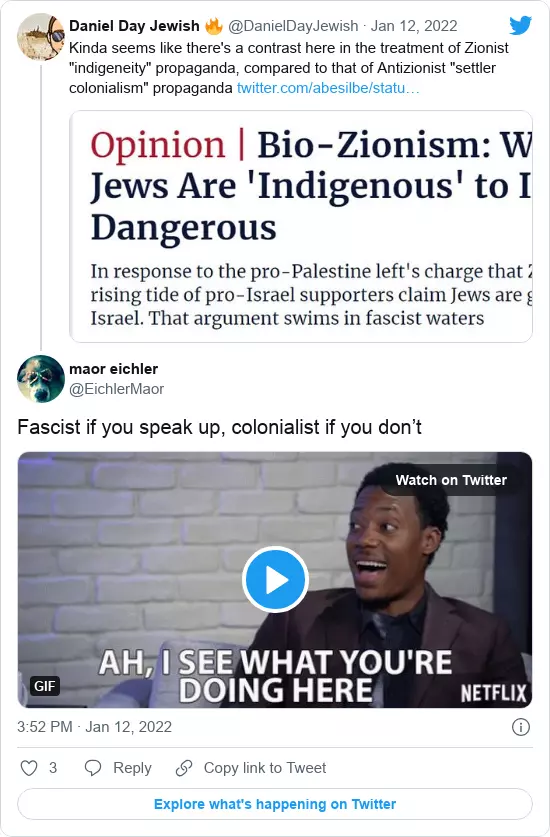 Daniel Day Jewish 🔥 @DanielDayJewish · Jan 12, 2022
Kinda seems like there's a contrast here in the treatment of Zionist
"indigeneity" propaganda, compared to that of Antizionist "settler
colonialism" propaganda twitter.com/abesilbe/statu…
Opinion | Bio-Zionism: W
Jews Are 'Indigenous' to I
Dangerous
In response to the pro-Palestine left's charge that
rising tide of pro-Israel supporters claim Jews are
Israel. That argument swims in fascist waters
maor eichler
@EichlerMaor
Fascist if you speak up, colonialist if you don’t
Watch on Twitter
AH, I SEE WHAT YOU'RE
DOING HERE
GIF
NETFLIX
3:52 PM · Jan 12, 2022
3 Reply Copy link to Tweet
Explore what's happening on Twitter